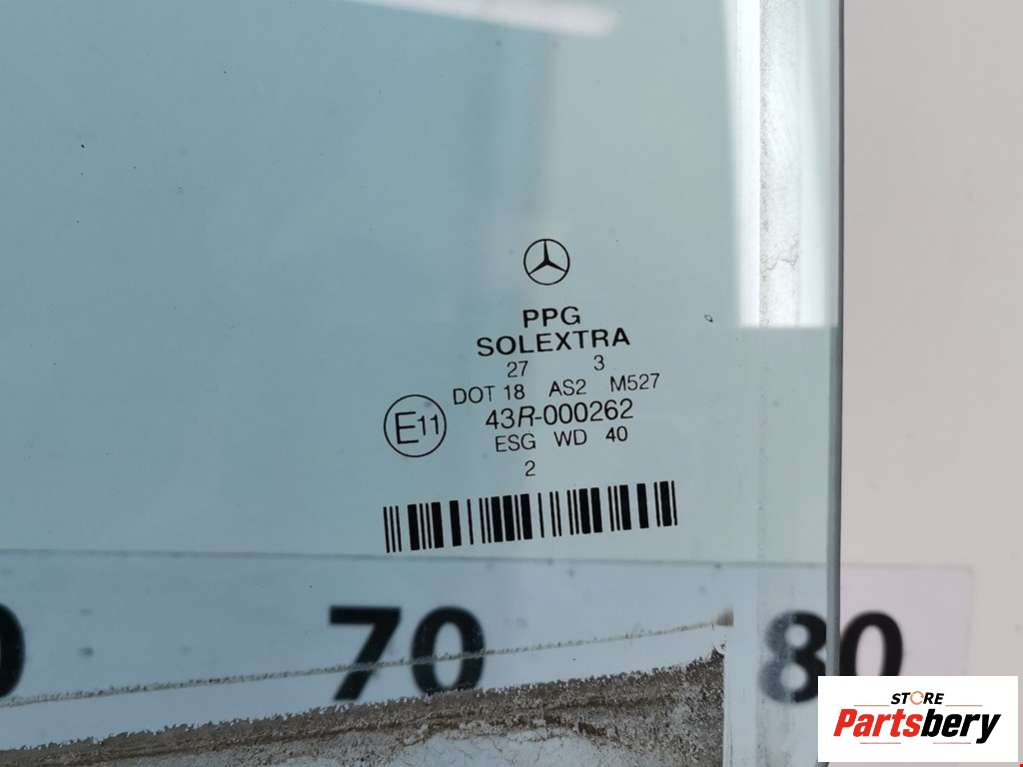 PPG
SOLEXTRA
27 3
DOT 18 AS2 M527
E11 43R-000262
ESG WD 40
2
0 70 80
STORE
Partsbery